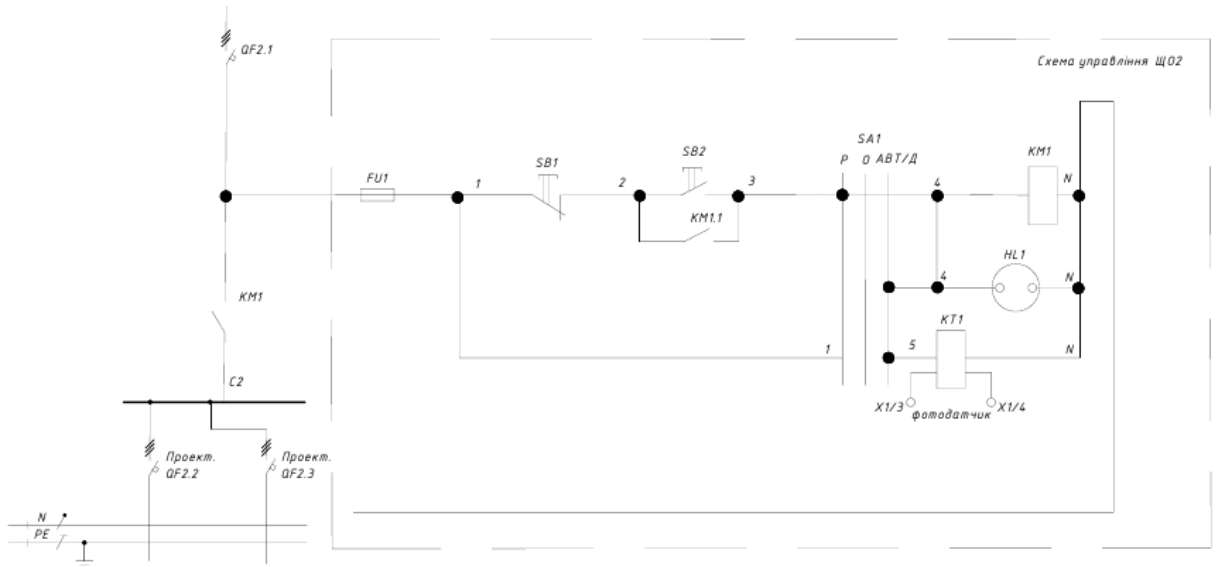 QF2.1
Схема управління ЩО2
SA1
P O АВТ/Д
KM1
SB1
SB2
FU1
1
2
3
4
N
KM1.1
HL1
4
N
KM1
KT1
1
5
N
C2
X1/3
фотодатчик
X1/4
Проект.
QF2.2
Проект.
QF2.3
N
PE